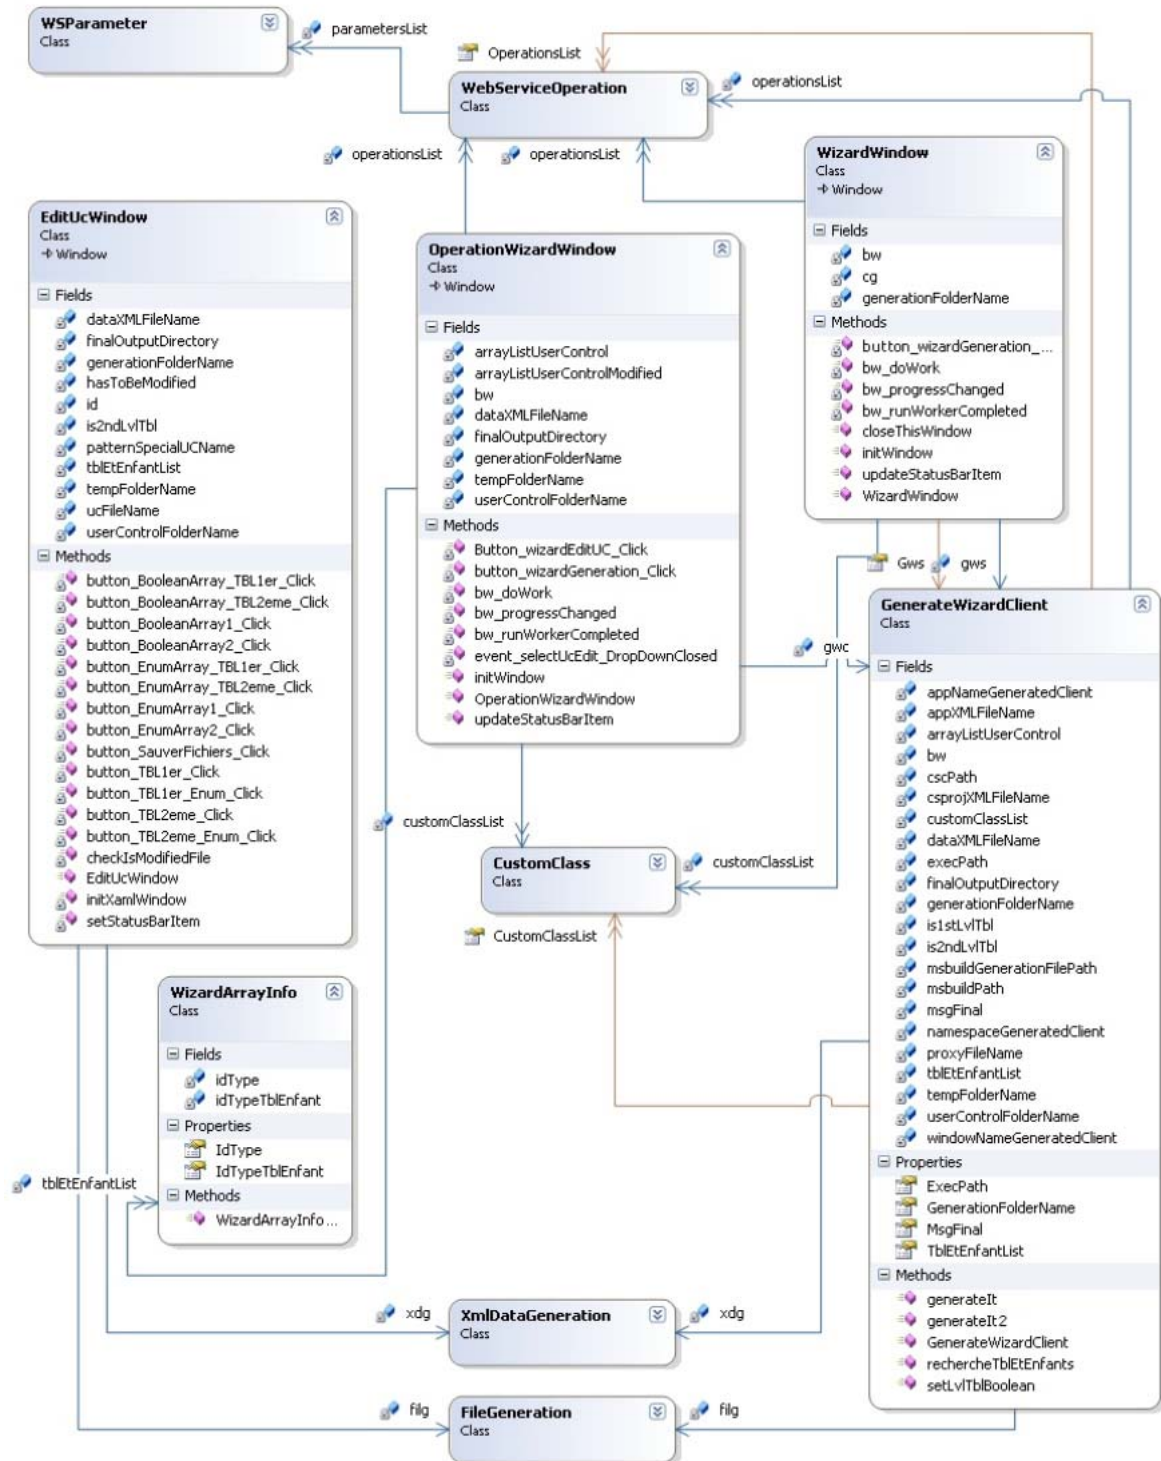 WSParameter
Class
parametersList
OperationsList
WebServiceOperation
Class
operationsList
operationsList
operationsList
WizardWindow
Class
Window
Fields
bw
cg
generationFolderName
Methods
button_wizardGeneration_...
bw_doWork
bw_progressChanged
bw_runWorkerCompleted
closeThisWindow
initWindow
updateStatusBarItem
WizardWindow
EditUcWindow
Class
Window
Fields
dataXMLFileName
finalOutputDirectory
generationFolderName
hasToBeModified
id
is2ndLvlTbl
patternSpecialUCName
tblEtEnfantList
tempFolderName
ucFileName
userControlFolderName
Methods
button_BooleanArray_TBL1er_Click
button_BooleanArray_TBL2eme_Click
button_BooleanArray1_Click
button_BooleanArray2_Click
button_EnumArray_TBL1er_Click
button_EnumArray_TBL2eme_Click
button_EnumArray1_Click
button_EnumArray2_Click
button_SauverFichiers_Click
button_TBL1er_Click
button_TBL1er_Enum_Click
button_TBL2eme_Click
button_TBL2eme_Enum_Click
checkIsModifiedFile
EditUcWindow
initXamlWindow
setStatusBarItem
OperationWizardWindow
Class
Window
Fields
arrayListUserControl
arrayListUserControlModified
bw
dataXMLFileName
finalOutputDirectory
generationFolderName
tempFolderName
userControlFolderName
Methods
Button_wizardEditUC_Click
button_wizardGeneration_Click
bw_doWork
bw_progressChanged
bw_runWorkerCompleted
event_selectUcEdit_DropDownClosed
initWindow
OperationWizardWindow
updateStatusBarItem
Gws
gws
gwc
GenerateWizardClient
Class
Fields
appNameGeneratedClient
appXMLFileName
arrayListUserControl
bw
cscPath
csprojXMLFileName
customClassList
dataXMLFileName
execPath
finalOutputDirectory
generationFolderName
is1stLvlTbl
is2ndLvlTbl
msbuildGenerationFilePath
msbuildPath
msgFinal
namespaceGeneratedClient
proxyFileName
tblEtEnfantList
tempFolderName
userControlFolderName
windowNameGeneratedClient
Properties
ExecPath
GenerationFolderName
MsgFinal
TblEtEnfantList
Methods
generateIt
generateIt2
GenerateWizardClient
rechercheTblEtEnfants
setLvlTblBoolean
customClassList
CustomClass
Class
customClassList
CustomClassList
WizardArrayInfo
Class
Fields
idType
idTypeTblEnfant
Properties
IdType
IdTypeTblEnfant
Methods
WizardArrayInfo...
tblEtEnfantList
xdg
XmlDataGeneration
Class
xdg
filg
FileGeneration
Class
filg